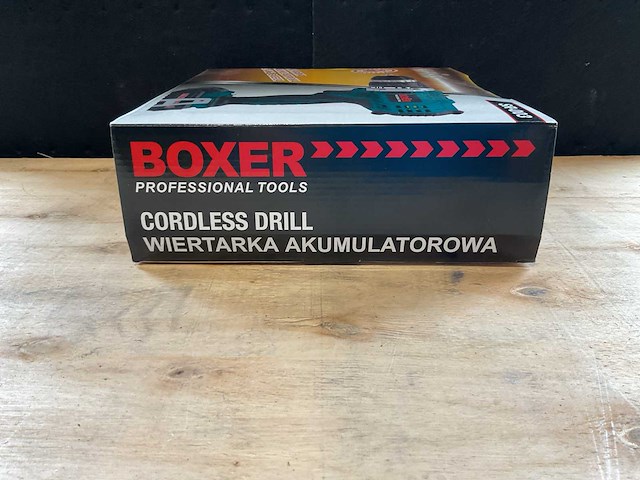 BOXER
PROFESSIONAL TOOLS
CORDLESS DRILL
WIERTARKA AKUMULATOROWA